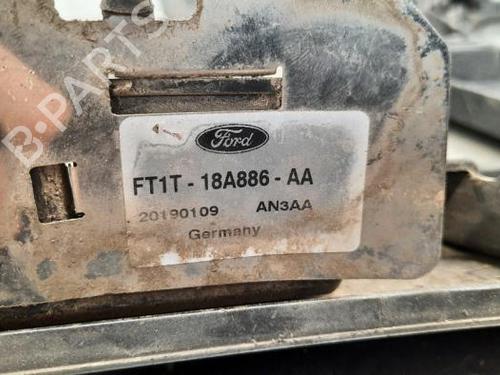 B-PARTS
Ford
FT1T - 18A886 - AA
20190109 AN3AA
Germany